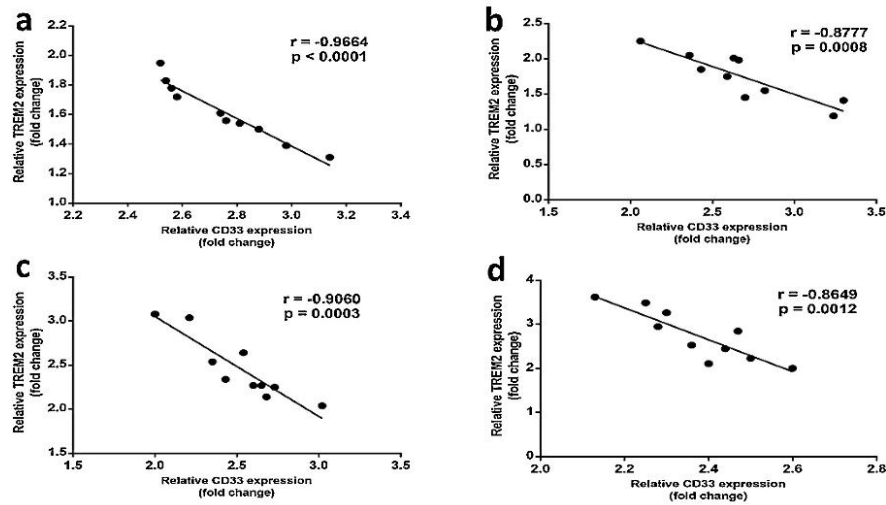 a
r = -0.9664
p < 0.0001
Relative TREM2 expression
(fold change)
2.2
2.0
1.8
1.6
1.4
1.2
1.0
2.2 2.4 2.6 2.8 3.0 3.2 3.4
Relative CD33 expression
(fold change)
b
r = -0.8777
p = 0.0008
Relative TREM2 expression
(fold change)
2.5
2.0
1.5
1.0
0.5
0.0
1.5 2.0 2.5 3.0 3.5
Relative CD33 expression
(fold change)
c
r = -0.9060
p = 0.0003
Relative TREM2 expression
(fold change)
3.5
3.0
2.5
2.0
1.5
1.5 2.0 2.5 3.0 3.5
Relative CD33 expression
(fold change)
d
r = -0.8649
p = 0.0012
Relative TREM2 expression
(fold change)
4
3
2
1
0
2.0 2.2 2.4 2.6 2.8
Relative CD33 expression
(fold change)